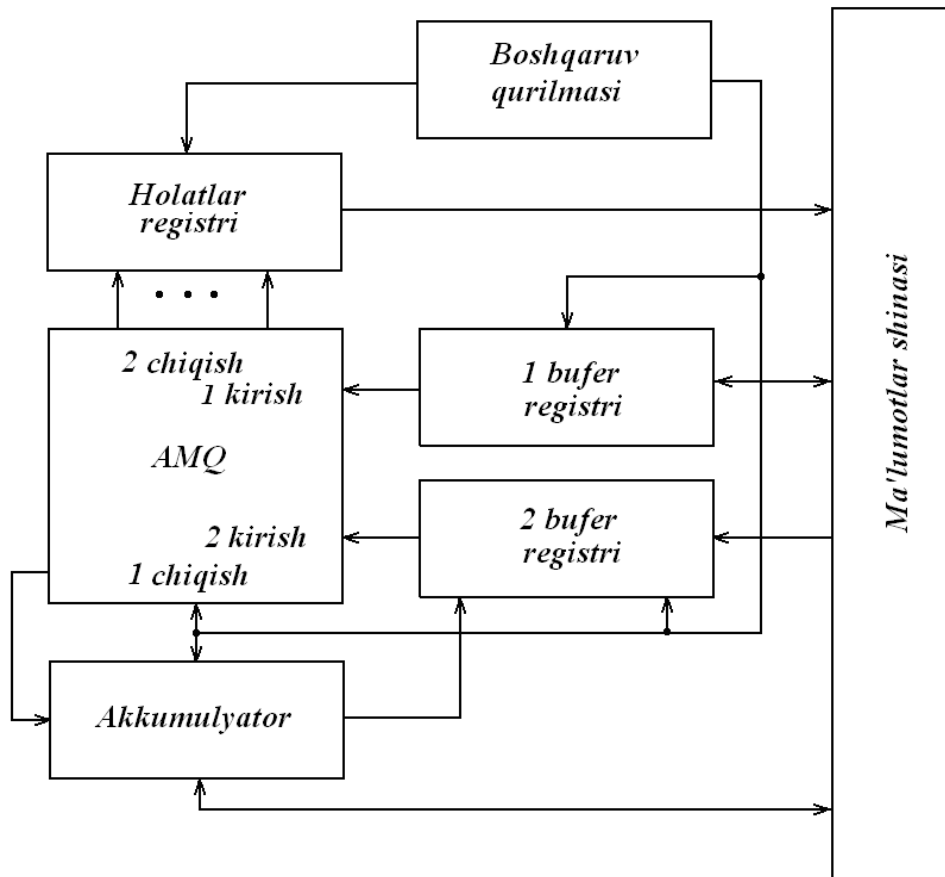 Boshqaruv
qurilmasi
Holatlar
registri
2 chiqish
1 kirish
AMQ
2 kirish
1 chiqish
1 bufer
registri
2 bufer
registri
Akkumulyator
Ma'lumotlar shinasi